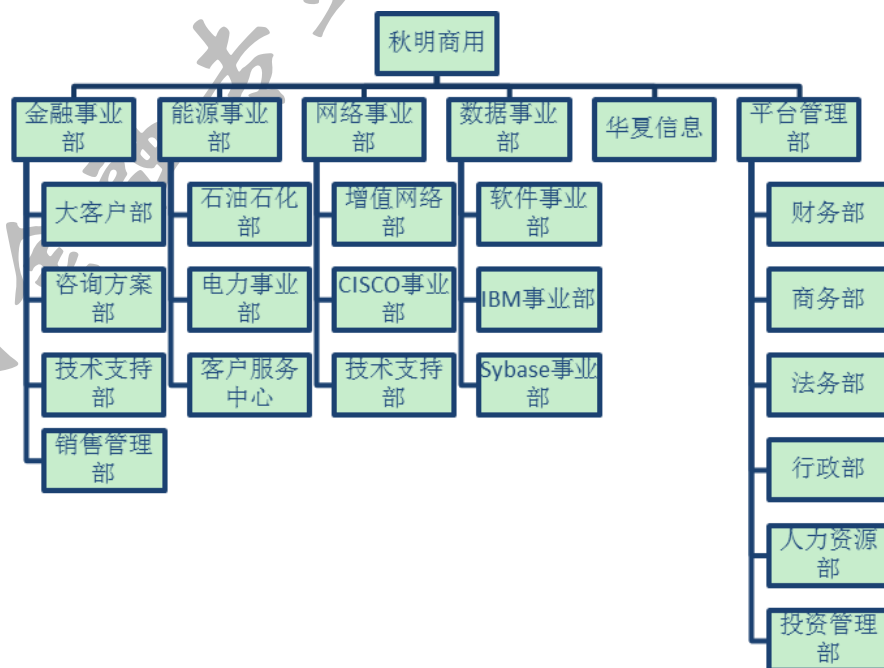 秋明商用
金融事业
部
能源事业
部
网络事业
部
数据事业
部
华夏信息
平台管理
部
大客户部
咨询方案
部
技术支持
部
销售管理
部
石油石化
部
电力事业
部
客户服务
中心
增值网络
部
CISCO事业
部
技术支持
部
软件事业
部
IBM事业部
Sybase事业
部
财务部
商务部
法务部
行政部
人力资源
部
投资管理
部